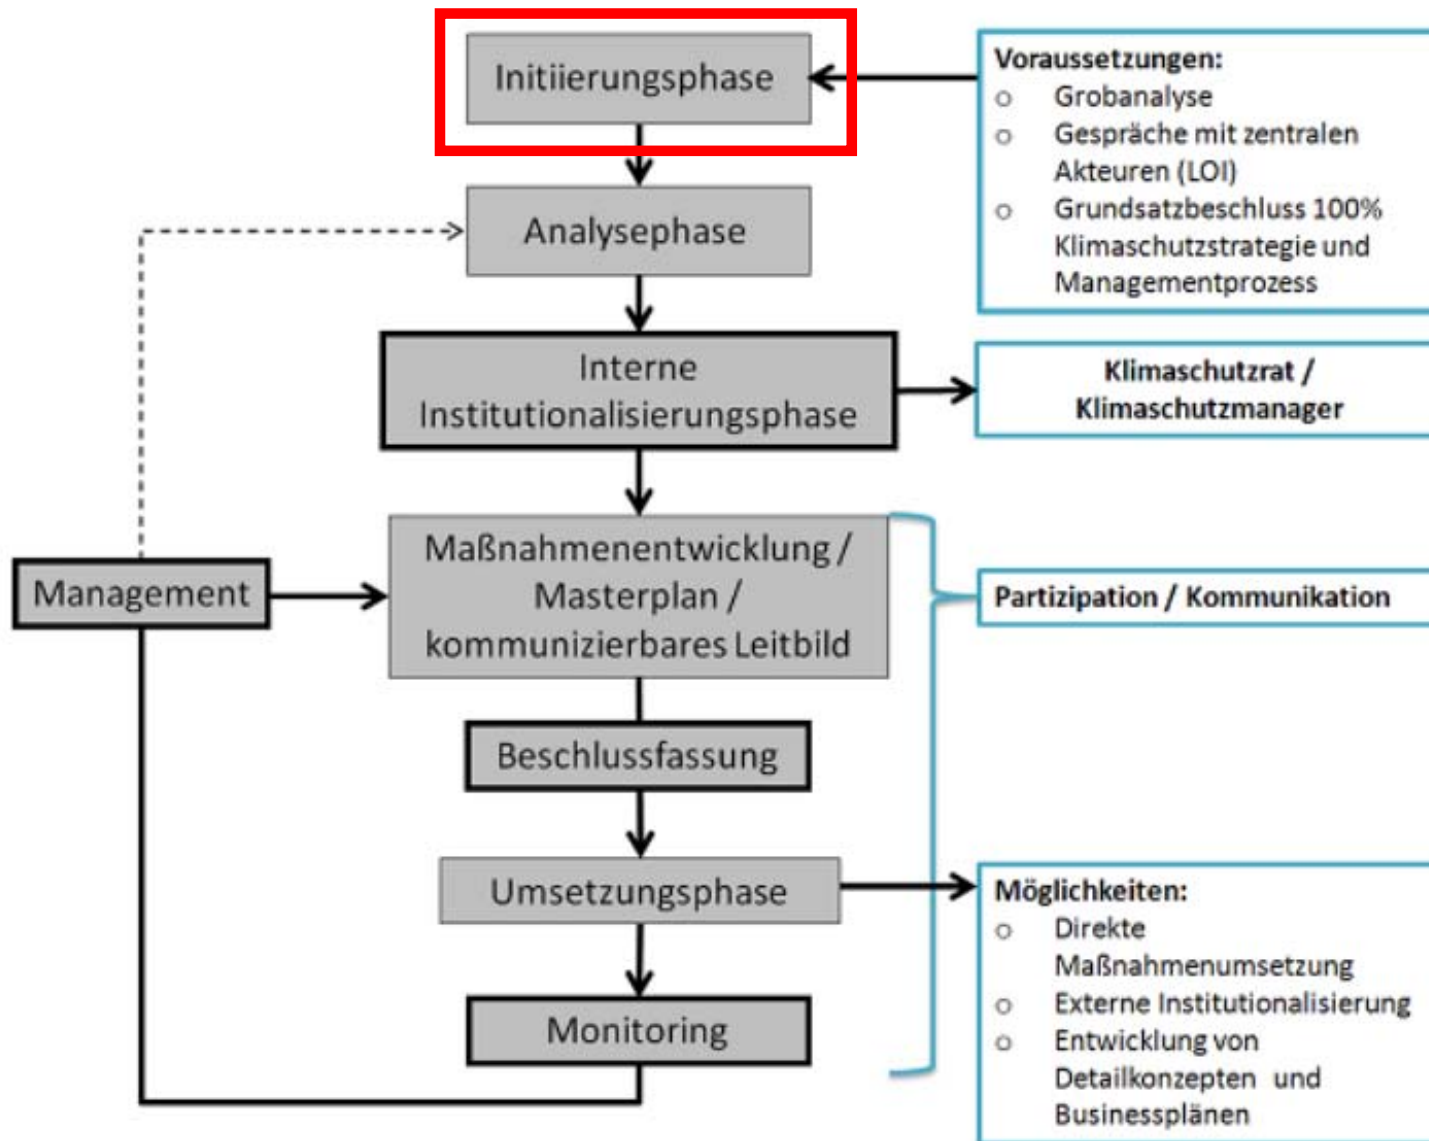 Initiierungsphase
Voraussetzungen:
o Grobanalyse
o Gespräche mit zentralen
Akteuren (LOI)
o Grundsatzbeschluss 100%
Klimaschutzstrategie und
Managementprozess
Analysephase
Interne
Institutionalisierungsphase
Klimaschutzrat /
Klimaschutzmanager
Maßnahmenentwicklung /
Masterplan /
kommunizierbares Leitbild
Management
Partizipation / Kommunikation
Beschlussfassung
Umsetzungsphase
Möglichkeiten:
o Direkte
Maßnahmenumsetzung
o Externe Institutionalisierung
o Entwicklung von
Detailkonzepten und
Businessplänen
Monitoring